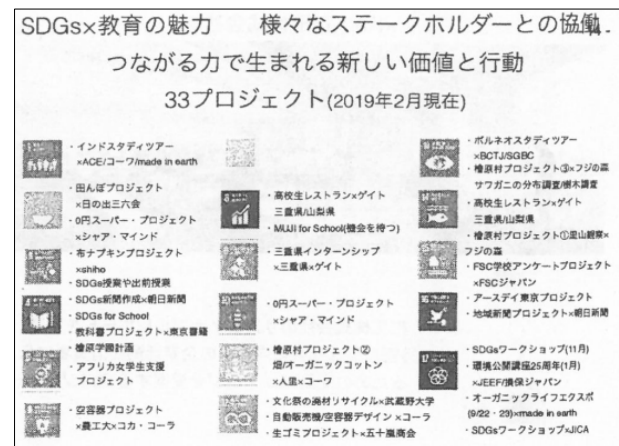 SDGs×教育の魅力　様々なステークホルダーとの協働
つながる力で生まれる新しい価値と行動
33プロジェクト(2019年2月現在)
・インドスタディツアー
×ACE/コーワ/made in earth
・田んぼプロジェクト
×日の出三六会
・0円スーパー・プロジェクト
×シャア・マインド
・布ナプキンプロジェクト
×shiho
・SDGs授業や出前授業
・SDGs新聞作成×朝日新聞
・SDGs for School
・教科書プロジェクト×東京書籍
・檜原学園計画
・アフリカ女学生支援
プロジェクト
・空容器プロジェクト
×農工大×コカ・コーラ
・高校生レストラン×ゲイト
三重県/山梨県
・MUJI for School(機会を持つ)
・三重県インターンシップ
×三重県×ゲイト
・0円スーパー・プロジェクト
×シャア・マインド
・檜原村プロジェクト②
畑/オーガニックコットン
×人里×コーワ
・文化祭の廃材リサイクル×武蔵野大学
・自動販売機/空容器デザイン×コーラ
・生ゴミプロジェクト×五十嵐商会
・ボルネオスタディツアー
×BCTJ/SGBC
・檜原村プロジェクト③×フジの森
サワガニの分布調査/樹木調査
・高校生レストラン×ゲイト
三重県/山梨県
・檜原村プロジェクト①里山観察×
フジの森
・FSC学校アンケートプロジェクト
×FSCジャパン
・アースデイ東京プロジェクト
・地域新聞プロジェクト×朝日新聞
・SDGsワークショップ(11月)
・環境公開講座25周年(1月)
×JEEF/損保ジャパン
・オーガニックライフエクスポ
(9/22・23)×made in earth
・SDGsワークショップ×JICA